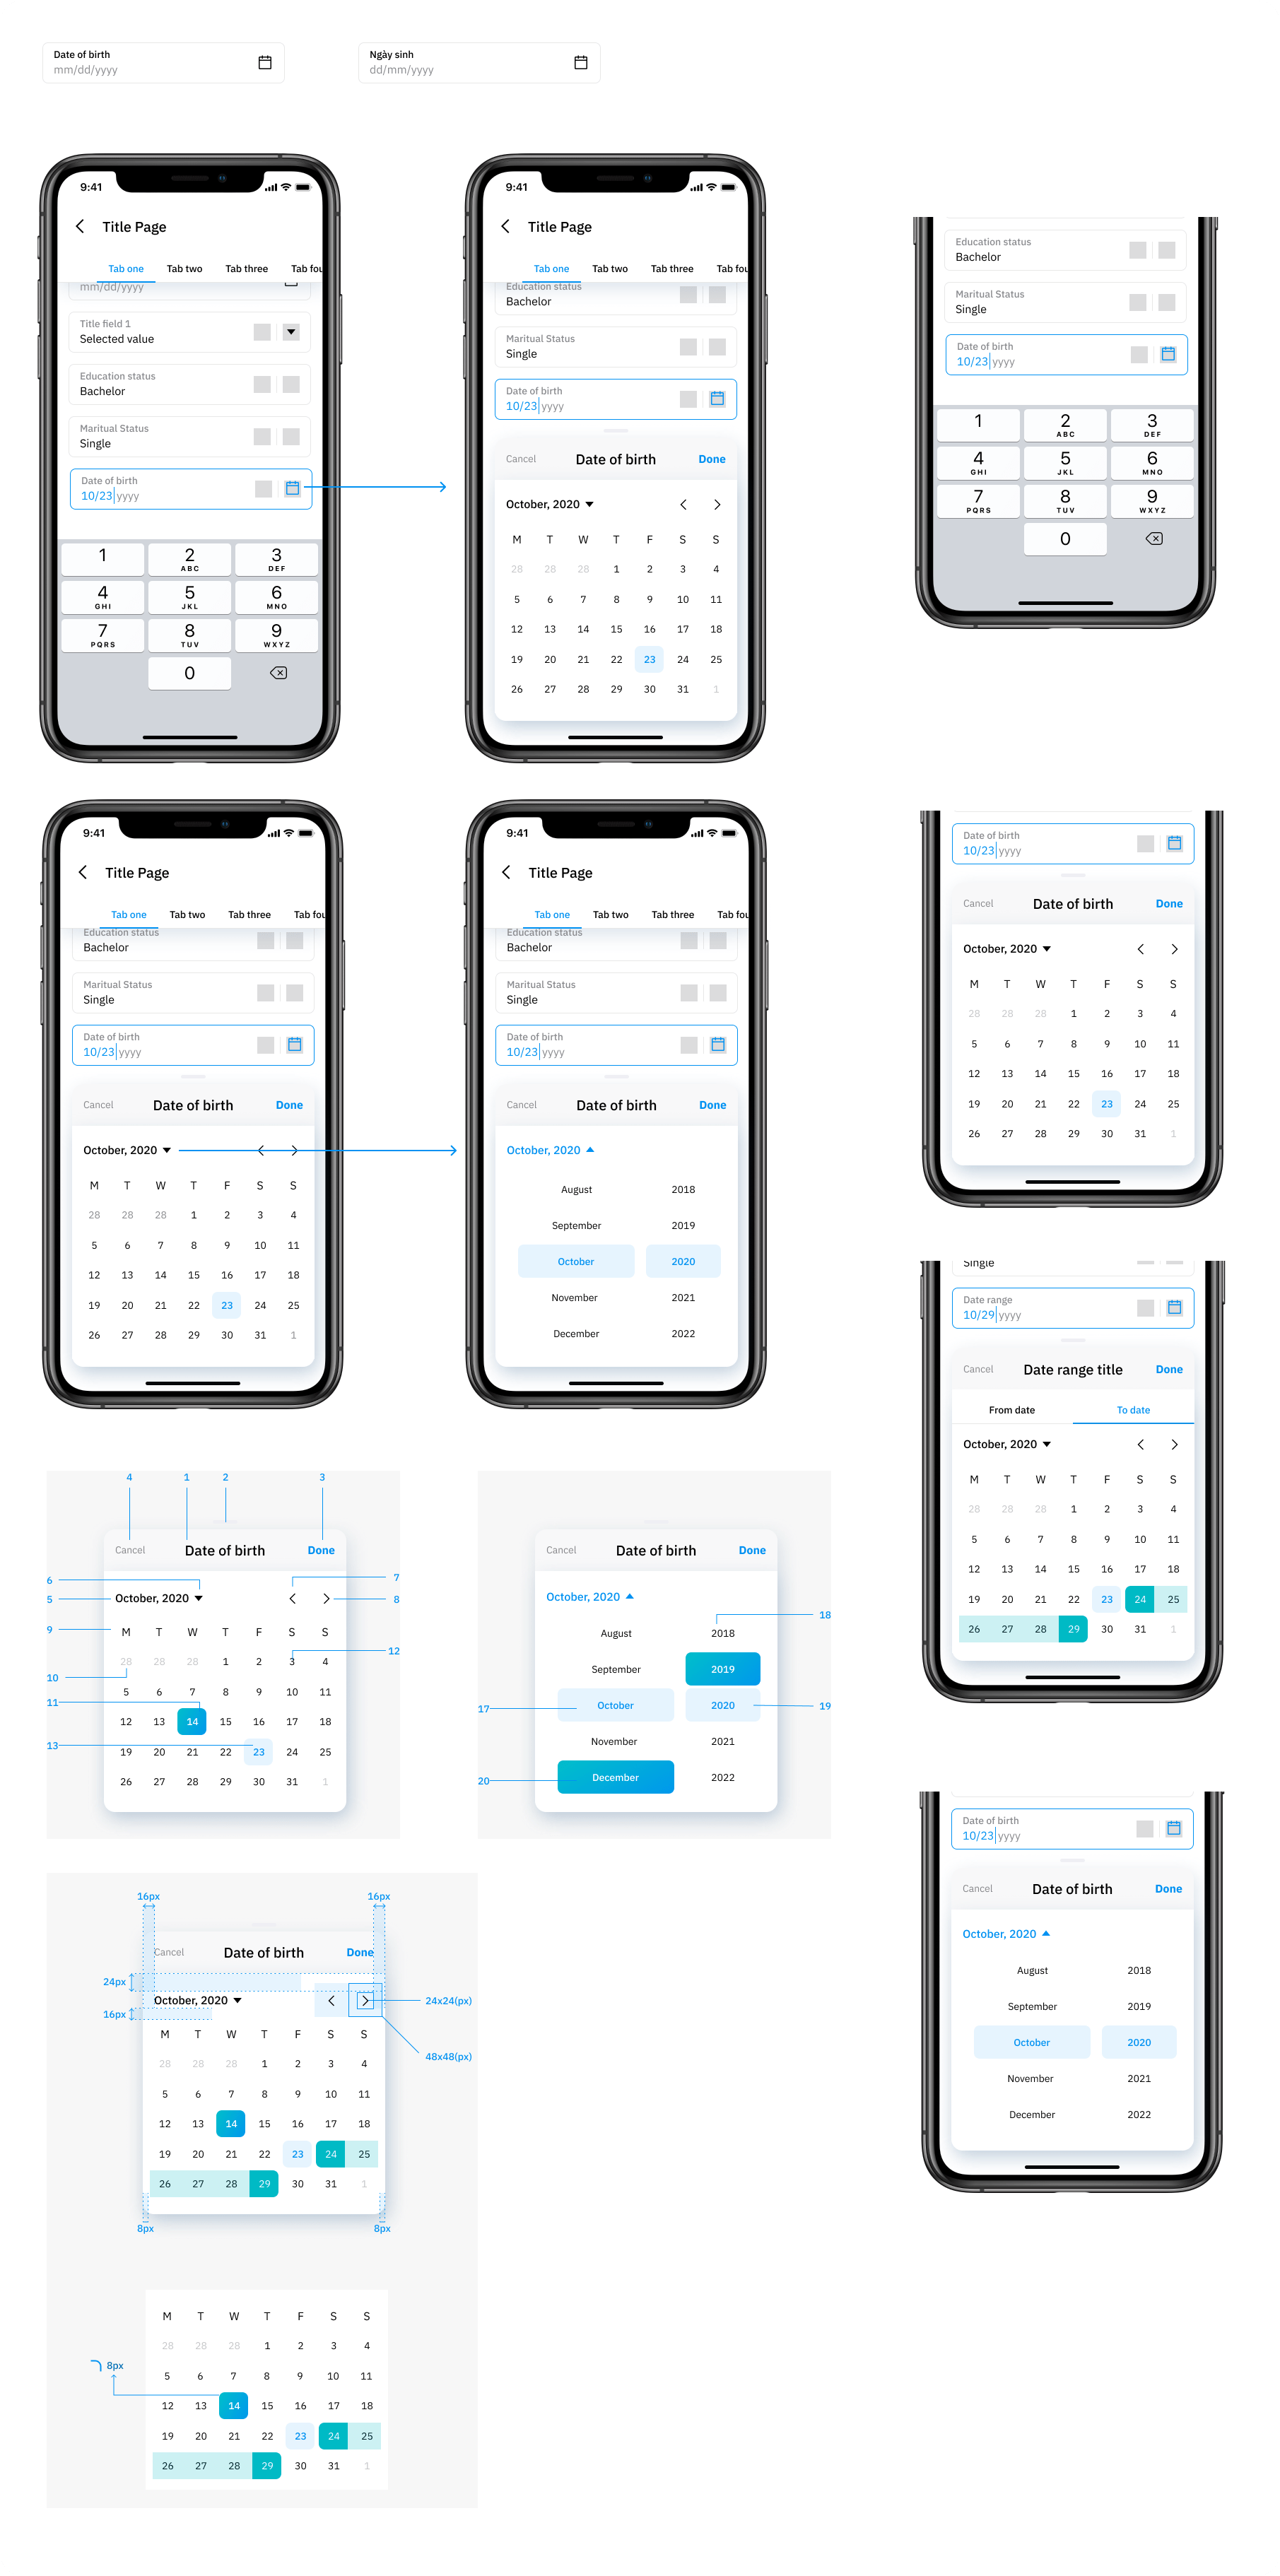 Date of birth
mm/dd/yyyy
Ngày sinh
dd/mm/yyyy
9:41
Title Page
Tab one Tab two Tab three Tab fou
mm/dd/yyyy
Title field 1
Selected value
Education status
Bachelor
Maritual Status
Single
Date of birth
10/23 yyyy
1 2 3
ABC DEF
4 5 6
GHI JKL MNO
7 8 9
PQRS TUV WXYZ
0
9:41
Title Page
Tab one Tab two Tab three Tab fou
Education status
Bachelor
Maritual Status
Single
Date of birth
10/23 yyyy
Cancel Date of birth Done
October, 2020
M T W T F S S
28 28 28 1 2 3 4
5 6 7 8 9 10 11
12 13 14 15 16 17 18
19 20 21 22 23 24 25
26 27 28 29 30 31 1
Education status
Bachelor
Maritual Status
Single
Date of birth
10/23 yyyy
1 2 3
ABC DEF
4 5 6
GHI JKL MNO
7 8 9
PQRS TUV WXYZ
0
9:41
Title Page
Tab one Tab two Tab three Tab fou
Education status
Bachelor
Maritual Status
Single
Date of birth
10/23 yyyy
Cancel Date of birth Done
October, 2020
M T W T F S S
28 28 28 1 2 3 4
5 6 7 8 9 10 11
12 13 14 15 16 17 18
19 20 21 22 23 24 25
26 27 28 29 30 31 1
9:41
Title Page
Tab one Tab two Tab three Tab fou
Education status
Bachelor
Maritual Status
Single
Date of birth
10/23 yyyy
Cancel Date of birth Done
October, 2020
August 2018
September 2019
October 2020
November 2021
December 2022
Date of birth
10/23 yyyy
Cancel Date of birth Done
October, 2020
M T W T F S S
28 28 28 1 2 3 4
5 6 7 8 9 10 11
12 13 14 15 16 17 18
19 20 21 22 23 24 25
26 27 28 29 30 31 1
Single
Date range
10/29 yyyy
Cancel Date range title Done
From date To date
October, 2020
M T W T F S S
28 28 28 1 2 3 4
5 6 7 8 9 10 11
12 13 14 15 16 17 18
19 20 21 22 23 24 25
26 27 28 29 30 31 1
4 1 2 3
Cancel Date of birth Done
6 7
5 October, 2020 8
9 M T W T F S S
12
28 28 28 1 2 3 4
10
5 6 7 8 9 10 11
11
12 13 14 15 16 17 18
13
19 20 21 22 23 24 25
26 27 28 29 30 31 1
Cancel Date of birth Done
October, 2020
18
August 2018
September 2019
17 October 2020 19
November 2021
20 December 2022
Date of birth
10/23 yyyy
Cancel Date of birth Done
October, 2020
August 2018
September 2019
October 2020
November 2021
December 2022
16px 16px
Cancel Date of birth Done
24px
October, 2020 24x24(px)
16px
M T W T F S S
48x48(px)
28 28 28 1 2 3 4
5 6 7 8 9 10 11
12 13 14 15 16 17 18
19 20 21 22 23 24 25
26 27 28 29 30 31 1
8px 8px
M T W T F S S
28 28 28 1 2 3 4
8px
5 6 7 8 9 10 11
12 13 14 15 16 17 18
19 20 21 22 23 24 25
26 27 28 29 30 31 1